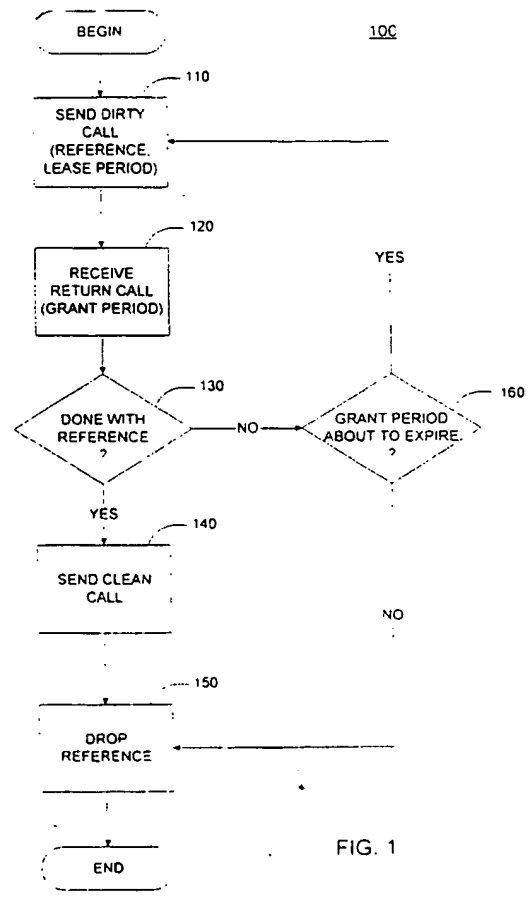 BEGIN
100
110
SEND DIRTY
CALL
(REFERENCE,
LEASE PERIOD)
120
RECEIVE
RETURN CALL
(GRANT PERIOD)
YES
130
DONE WITH
REFERENCE
?
NO
160
GRANT PERIOD
ABOUT TO EXPIRE.
?
YES
140
SEND CLEAN
CALL
NO
150
DROP
REFERENCE
END
FIG. 1